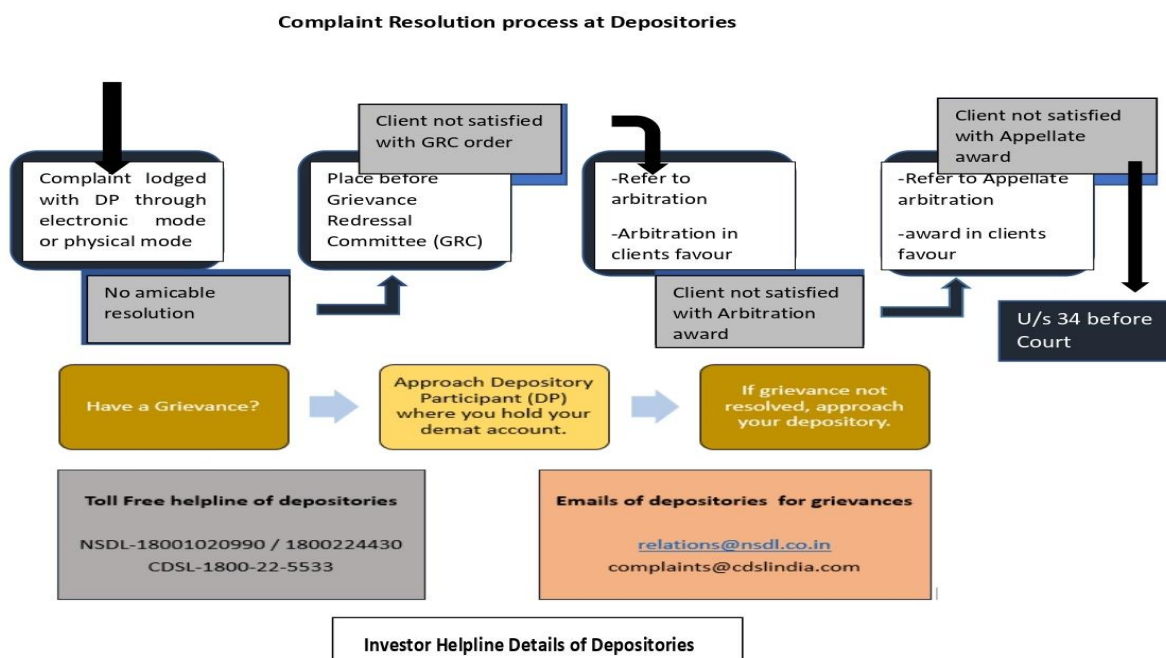 Complaint Resolution process at Depositories
Complaint lodged
with DP through
electronic mode
or physical mode
No amicable
resolution
Place before
Grievance
Redressal
Committee (GRC)
Client not satisfied
with GRC order
-Refer to
arbitration
-Arbitration in
clients favour
Client not satisfied
with Arbitration
award
-Refer to Appellate
arbitration
-award in clients
favour
Client not satisfied
with Appellate
award
U/s 34 before
Court
Have a Grievance?
Approach Depository
Participant (DP)
where you hold your
demat account.
If grievance not
resolved, approach
your depository.
Toll Free helpline of depositories
NSDL-18001020990 / 1800224430
CDSL-1800-22-5533
Emails of depositories for grievances
relations@nsdl.co.in
complaints@cdslindia.com
Investor Helpline Details of Depositories